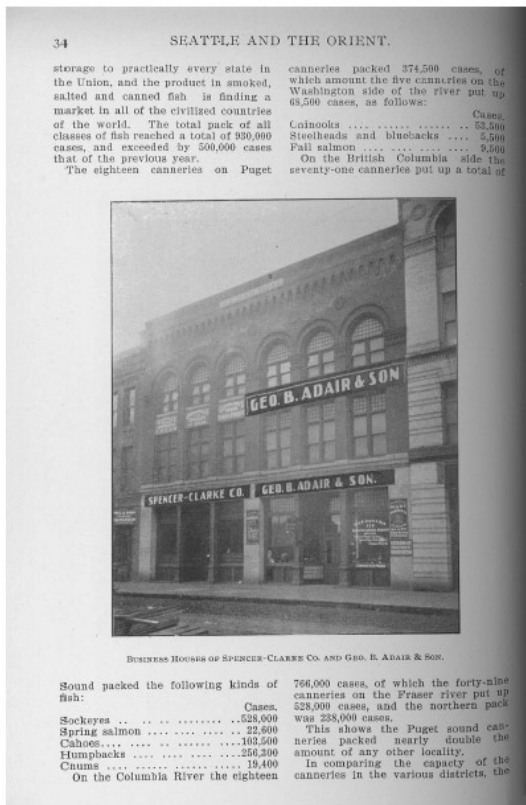 34
SEATTLE AND THE ORIENT.
storage to practically every state in
the Union, and the product in smoked,
salted and canned fish is finding a
market in all of the civilized countries
of the world. The total pack of all
classes of fish reached a total of 930,000
cases, and exceeded by 500,000 cases
that of the previous year.
The eighteen canneries on Puget
canneries packed 374,500 cases, of
which amount the five canneries on the
Washington side of the river put up
68,500 cases, as follows:
Cases.
Cainooks .... ...... ...... .. 53,500
Steelheads and bluebacks .... 5,500
Fall salmon .... .... .... .... 9,500
On the British Columbia side the
seventy-one canneries put up a total of
GEO. B. ADAIR & SON
SPENCER-CLARKE CO.
GEO. B. ADAIR & SON.
BUSINESS HOUSES OF SPENCER-CLARKE CO. AND GEO. B. ADAIR & SON.
Sound packed the following kinds of
fish:
Cases.
Sockeyes .. .. .. ........ ..528,000
Spring salmon .... .... .... .. 22,600
Cahoes.... .... .. ...... ....103,500
Humpbacks .... .... .... ...256,300
Cnums .... ...... ...... ...... 19,400
On the Columbia River the eighteen
766,000 cases, of which the forty-nine
canneries on the Fraser river put up
528,000 cases, and the northern pack
was 238,000 cases.
This shows the Puget sound can-
neries packed nearly double the
amount of any other locality.
In comparing the capacty of the
canneries in the various districts, the